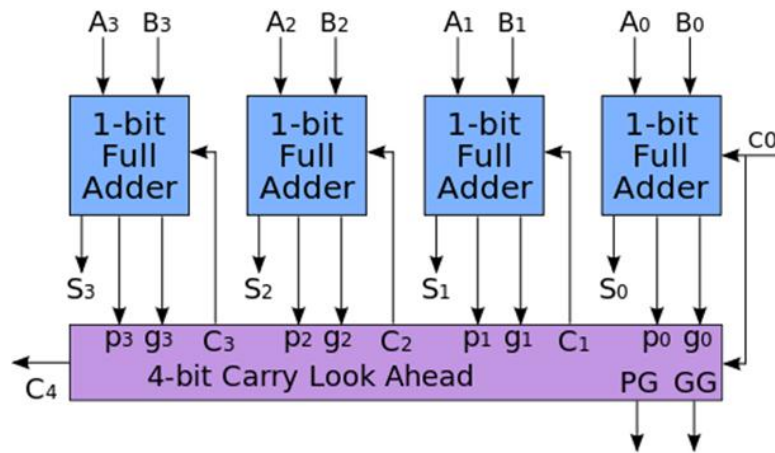 A3 B3 A2 B2 A1 B1 A0 B0
1-bit Full Adder
1-bit Full Adder
1-bit Full Adder
1-bit Full Adder
C0
S3 S2 S1 S0
p3 g3 C3 p2 g2 C2 p1 g1 C1 p0 g0
4-bit Carry Look Ahead
PG GG
C4